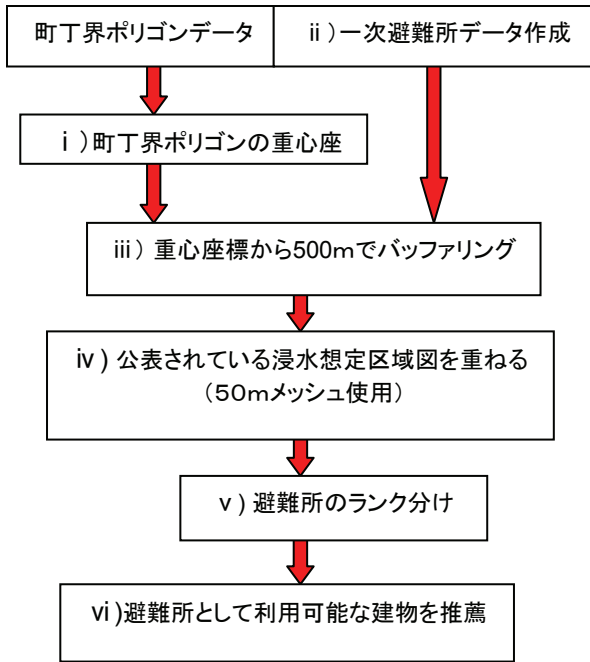 町丁界ポリゴンデータ
ⅱ）一次避難所データ作成
ⅰ）町丁界ポリゴンの重心座
ⅲ）重心座標から500mでバッファリング
ⅳ）公表されている浸水想定区域図を重ねる
（50mメッシュ使用）
ⅴ）避難所のランク分け
ⅵ)避難所として利用可能な建物を推薦